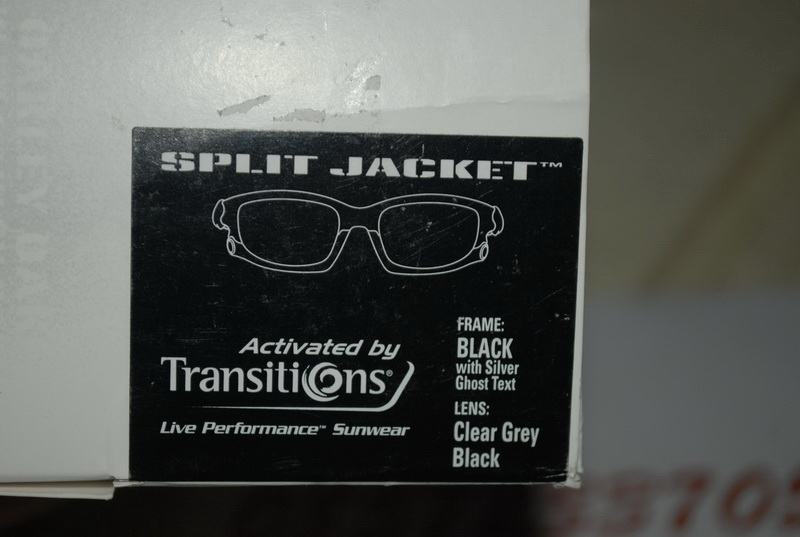 SPLIT JACKET™
Activated by
Transitions®
Live Performance™ Sunwear
FRAME:
BLACK
with Silver
Ghost Text
LENS:
Clear Grey
Black